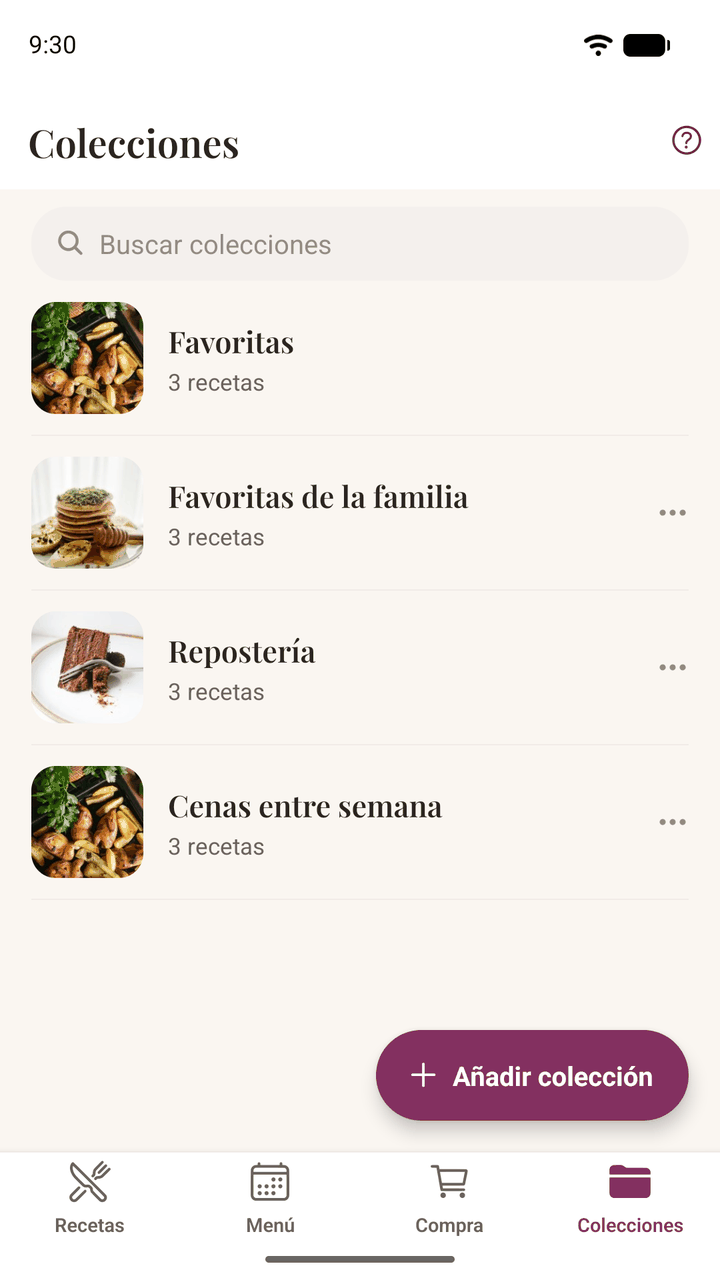 9:30
Colecciones
Buscar colecciones
Favoritas
3 recetas
Favoritas de la familia
3 recetas
Repostería
3 recetas
Cenas entre semana
3 recetas
Añadir colección
Recetas
Menú
Compra
Colecciones